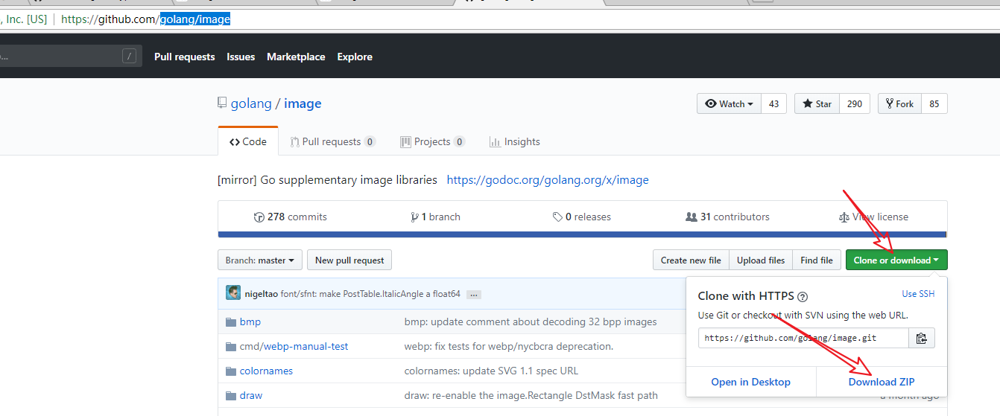 , Inc. [US] | https://github.com/golang/image
... / Pull requests Issues Marketplace Explore
golang / image Watch 43 Star 290 Fork 85
Code Pull requests 0 Projects 0 Insights
[mirror] Go supplementary image libraries https://godoc.org/golang.org/x/image
278 commits 1 branch 0 releases 31 contributors View license
Branch: master New pull request Create new file Upload files Find file Clone or download
nigeltao font/sfnt: make PostTable.ItalicAngle a float64 ...
Clone with HTTPS ? Use SSH
Use Git or checkout with SVN using the web URL.
https://github.com/golang/image.git
Open in Desktop Download ZIP
bmp bmp: update comment about decoding 32 bpp images
cmd/webp-manual-test webp: fix tests for webp/nycbcra deprecation.
colornames colornames: update SVG 1.1 spec URL
draw draw: re-enable the image.Rectangle DstMask fast path a month ago